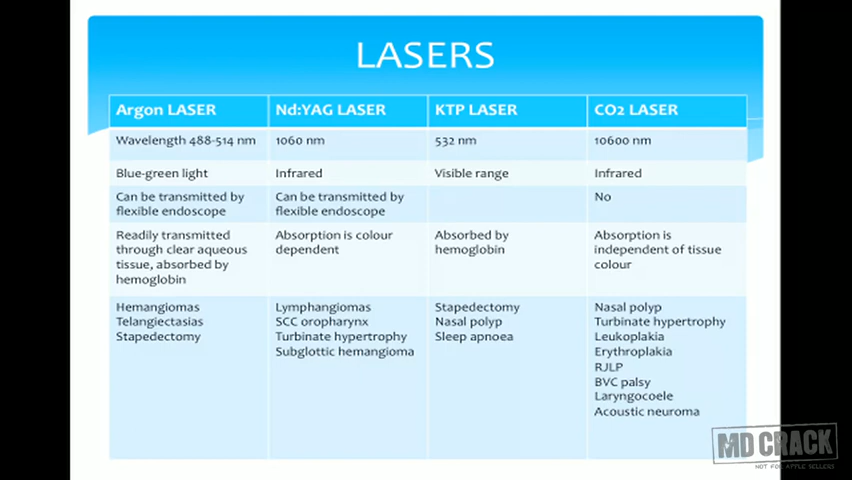 LASERS
Argon LASER
Nd:YAG LASER
KTP LASER
CO2 LASER
Wavelength 488-514 nm
1060 nm
532 nm
10600 nm
Blue-green light
Infrared
Visible range
Infrared
Can be transmitted by
flexible endoscope
Can be transmitted by
flexible endoscope
No
Readily transmitted
through clear aqueous
tissue, absorbed by
hemoglobin
Absorption is colour
dependent
Absorbed by
hemoglobin
Absorption is
independent of tissue
colour
Hemangiomas
Telangiectasias
Stapedectomy
Lymphangiomas
SCC oropharynx
Turbinate hypertrophy
Subglottic hemangioma
Stapedectomy
Nasal polyp
Sleep apnoea
Nasal polyp
Turbinate hypertrophy
Leukoplakia
Erythroplakia
RJLP
BVC palsy
Laryngocoele
Acoustic neuroma
MD CRACK
NOT FOR APPLE SELLERS